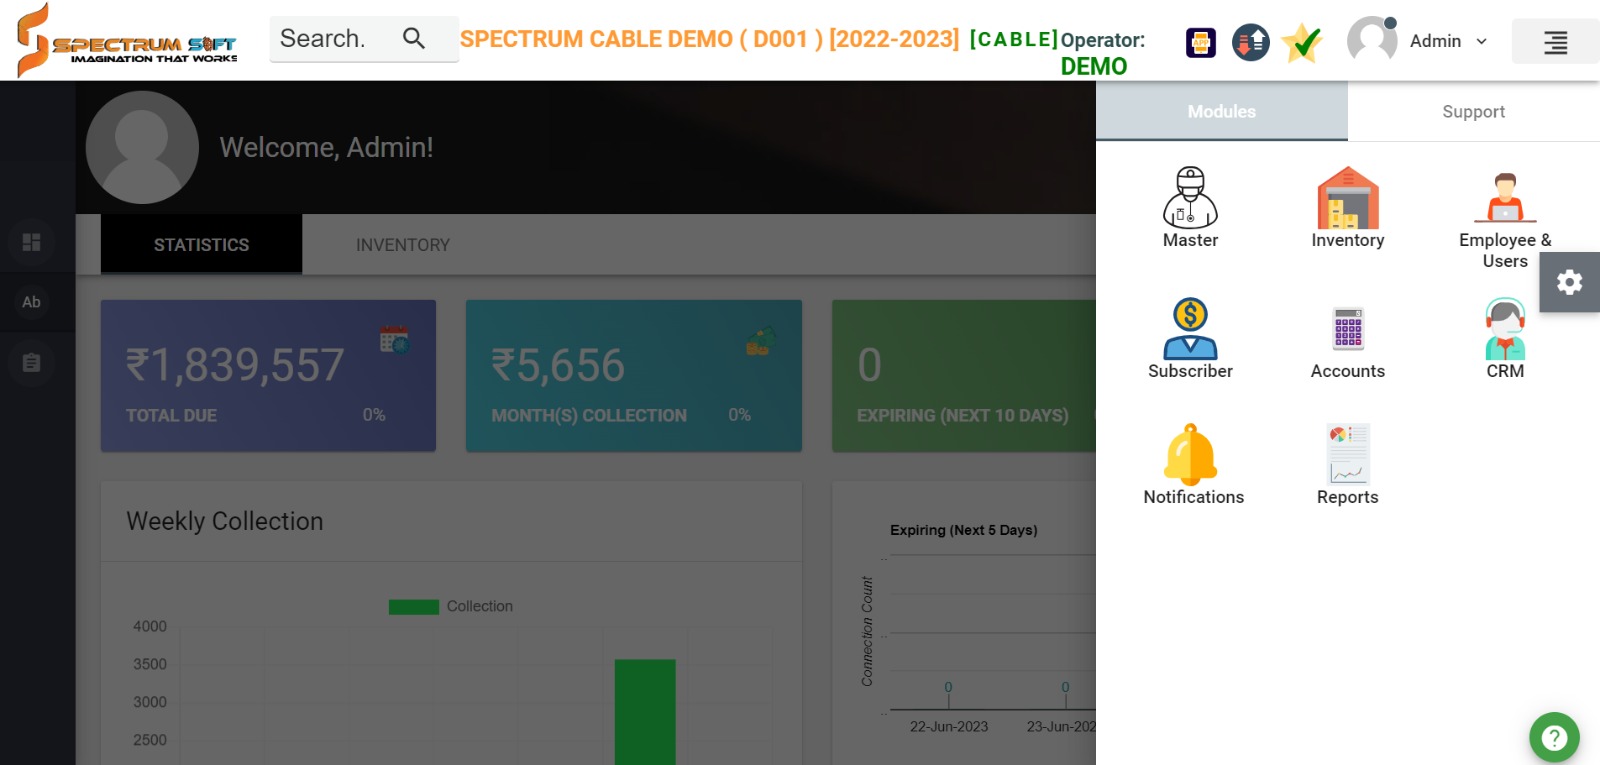 SPECTRUM SOFT
IMAGINATION THAT WORKS
Search.
SPECTRUM CABLE DEMO ( D001 ) [2022-2023] [CABLE] Operator:
DEMO
APP
Admin
Modules
Support
Welcome, Admin!
Master
Inventory
Employee &
Users
STATISTICS
INVENTORY
Ab
₹1,839,557
TOTAL DUE
0%
₹5,656
MONTH(S) COLLECTION
0%
0
EXPIRING (NEXT 10 DAYS)
Subscriber
Accounts
CRM
Notifications
Reports
Weekly Collection
Collection
4000
3500
3000
2500
Expiring (Next 5 Days)
Connection Count
..
..
..
0
0
22-Jun-2023
23-Jun-202